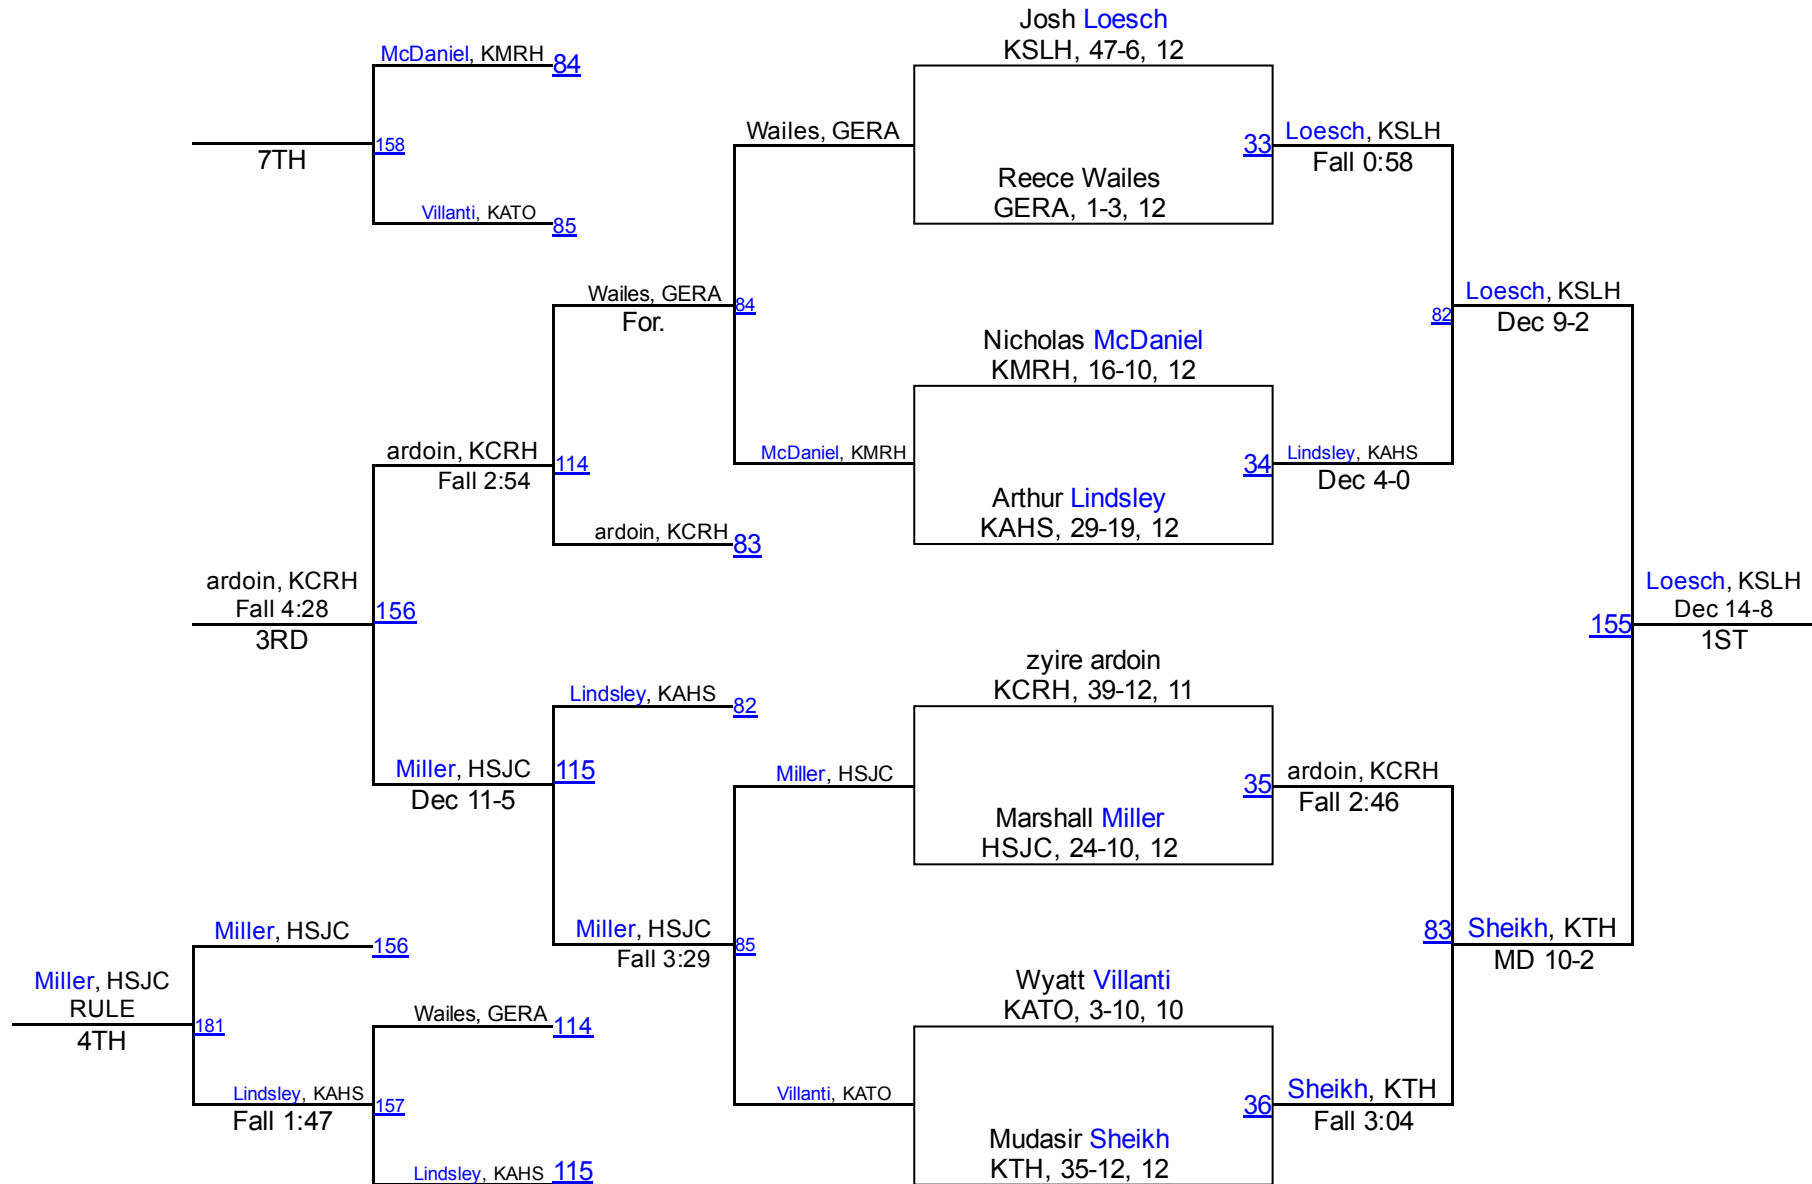 Josh Loesch
KSLH, 47-6, 12
McDaniel, KMRH 84
Wailes, GERA
33
Loesch, KSLH
Fall 0:58
158
7TH
Reece Wailes
GERA, 1-3, 12
Villanti, KATO 85
Wailes, GERA
For.
84
Loesch, KSLH
Dec 9-2
82
Nicholas McDaniel
KMRH, 16-10, 12
ardoin, KCRH
Fall 2:54
114
McDaniel, KMRH
34
Lindsley, KAHS
Dec 4-0
Arthur Lindsley
KAHS, 29-19, 12
ardoin, KCRH 83
ardoin, KCRH
Fall 4:28
3RD
156
155
Loesch, KSLH
Dec 14-8
1ST
zyire ardoin
KCRH, 39-12, 11
Lindsley, KAHS 82
Miller, HSJC
Dec 11-5
115
Miller, HSJC
35
ardoin, KCRH
Fall 2:46
Marshall Miller
HSJC, 24-10, 12
Miller, HSJC 156
Miller, HSJC
Fall 3:29
85
83
Sheikh, KTH
MD 10-2
Miller, HSJC
RULE
4TH
181
Wyatt Villanti
KATO, 3-10, 10
Wailes, GERA 114
Lindsley, KAHS
Fall 1:47
157
Villanti, KATO
36
Sheikh, KTH
Fall 3:04
Mudasir Sheikh
KTH, 35-12, 12
Lindsley, KAHS 115